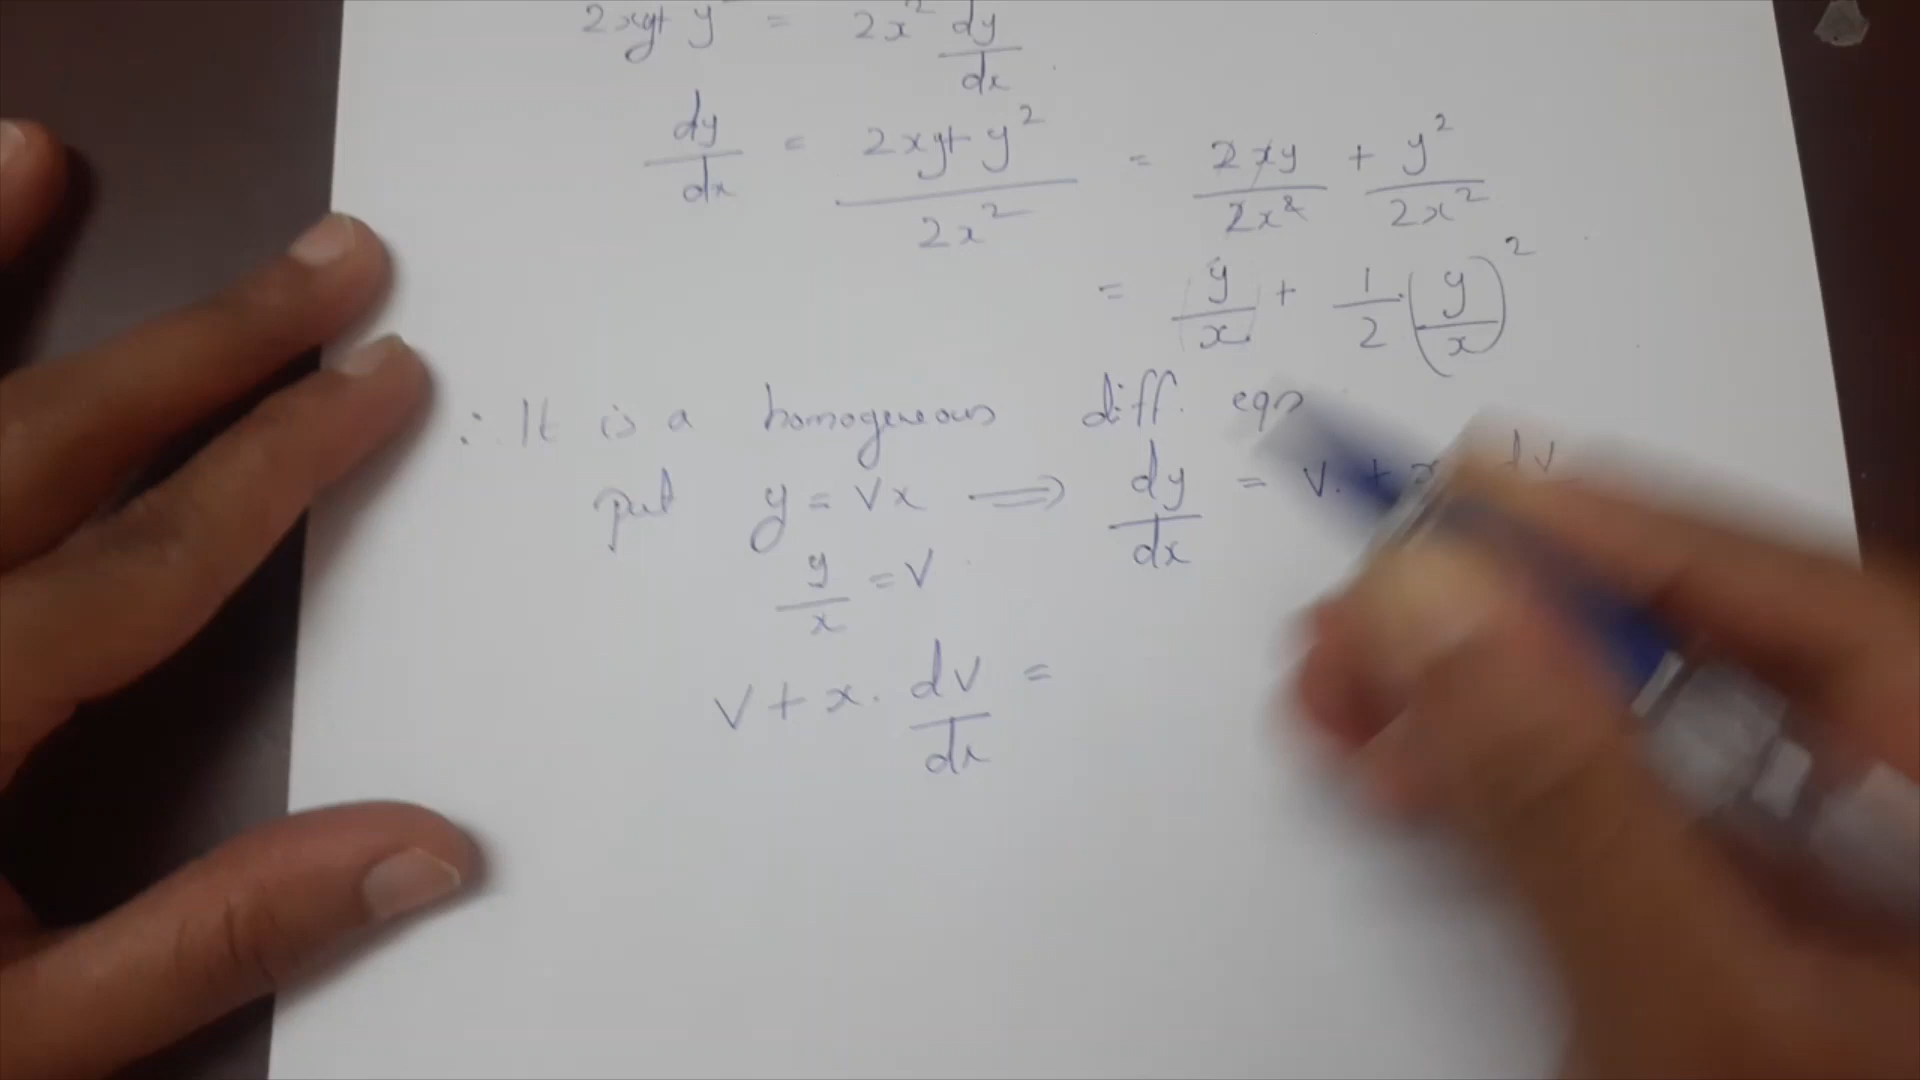 2xy + y = 2x² dy/dx
dy/dx = (2xy + y²)/(2x²) = 2xy/2x² + y²/2x²
= y/x + 1/2 · (y/x)²
∴ It is a homogeneous diff. eqn
put y = vx ⟹ dy/dx = v. + x dv
y/x = v
v + x · dv/dx =